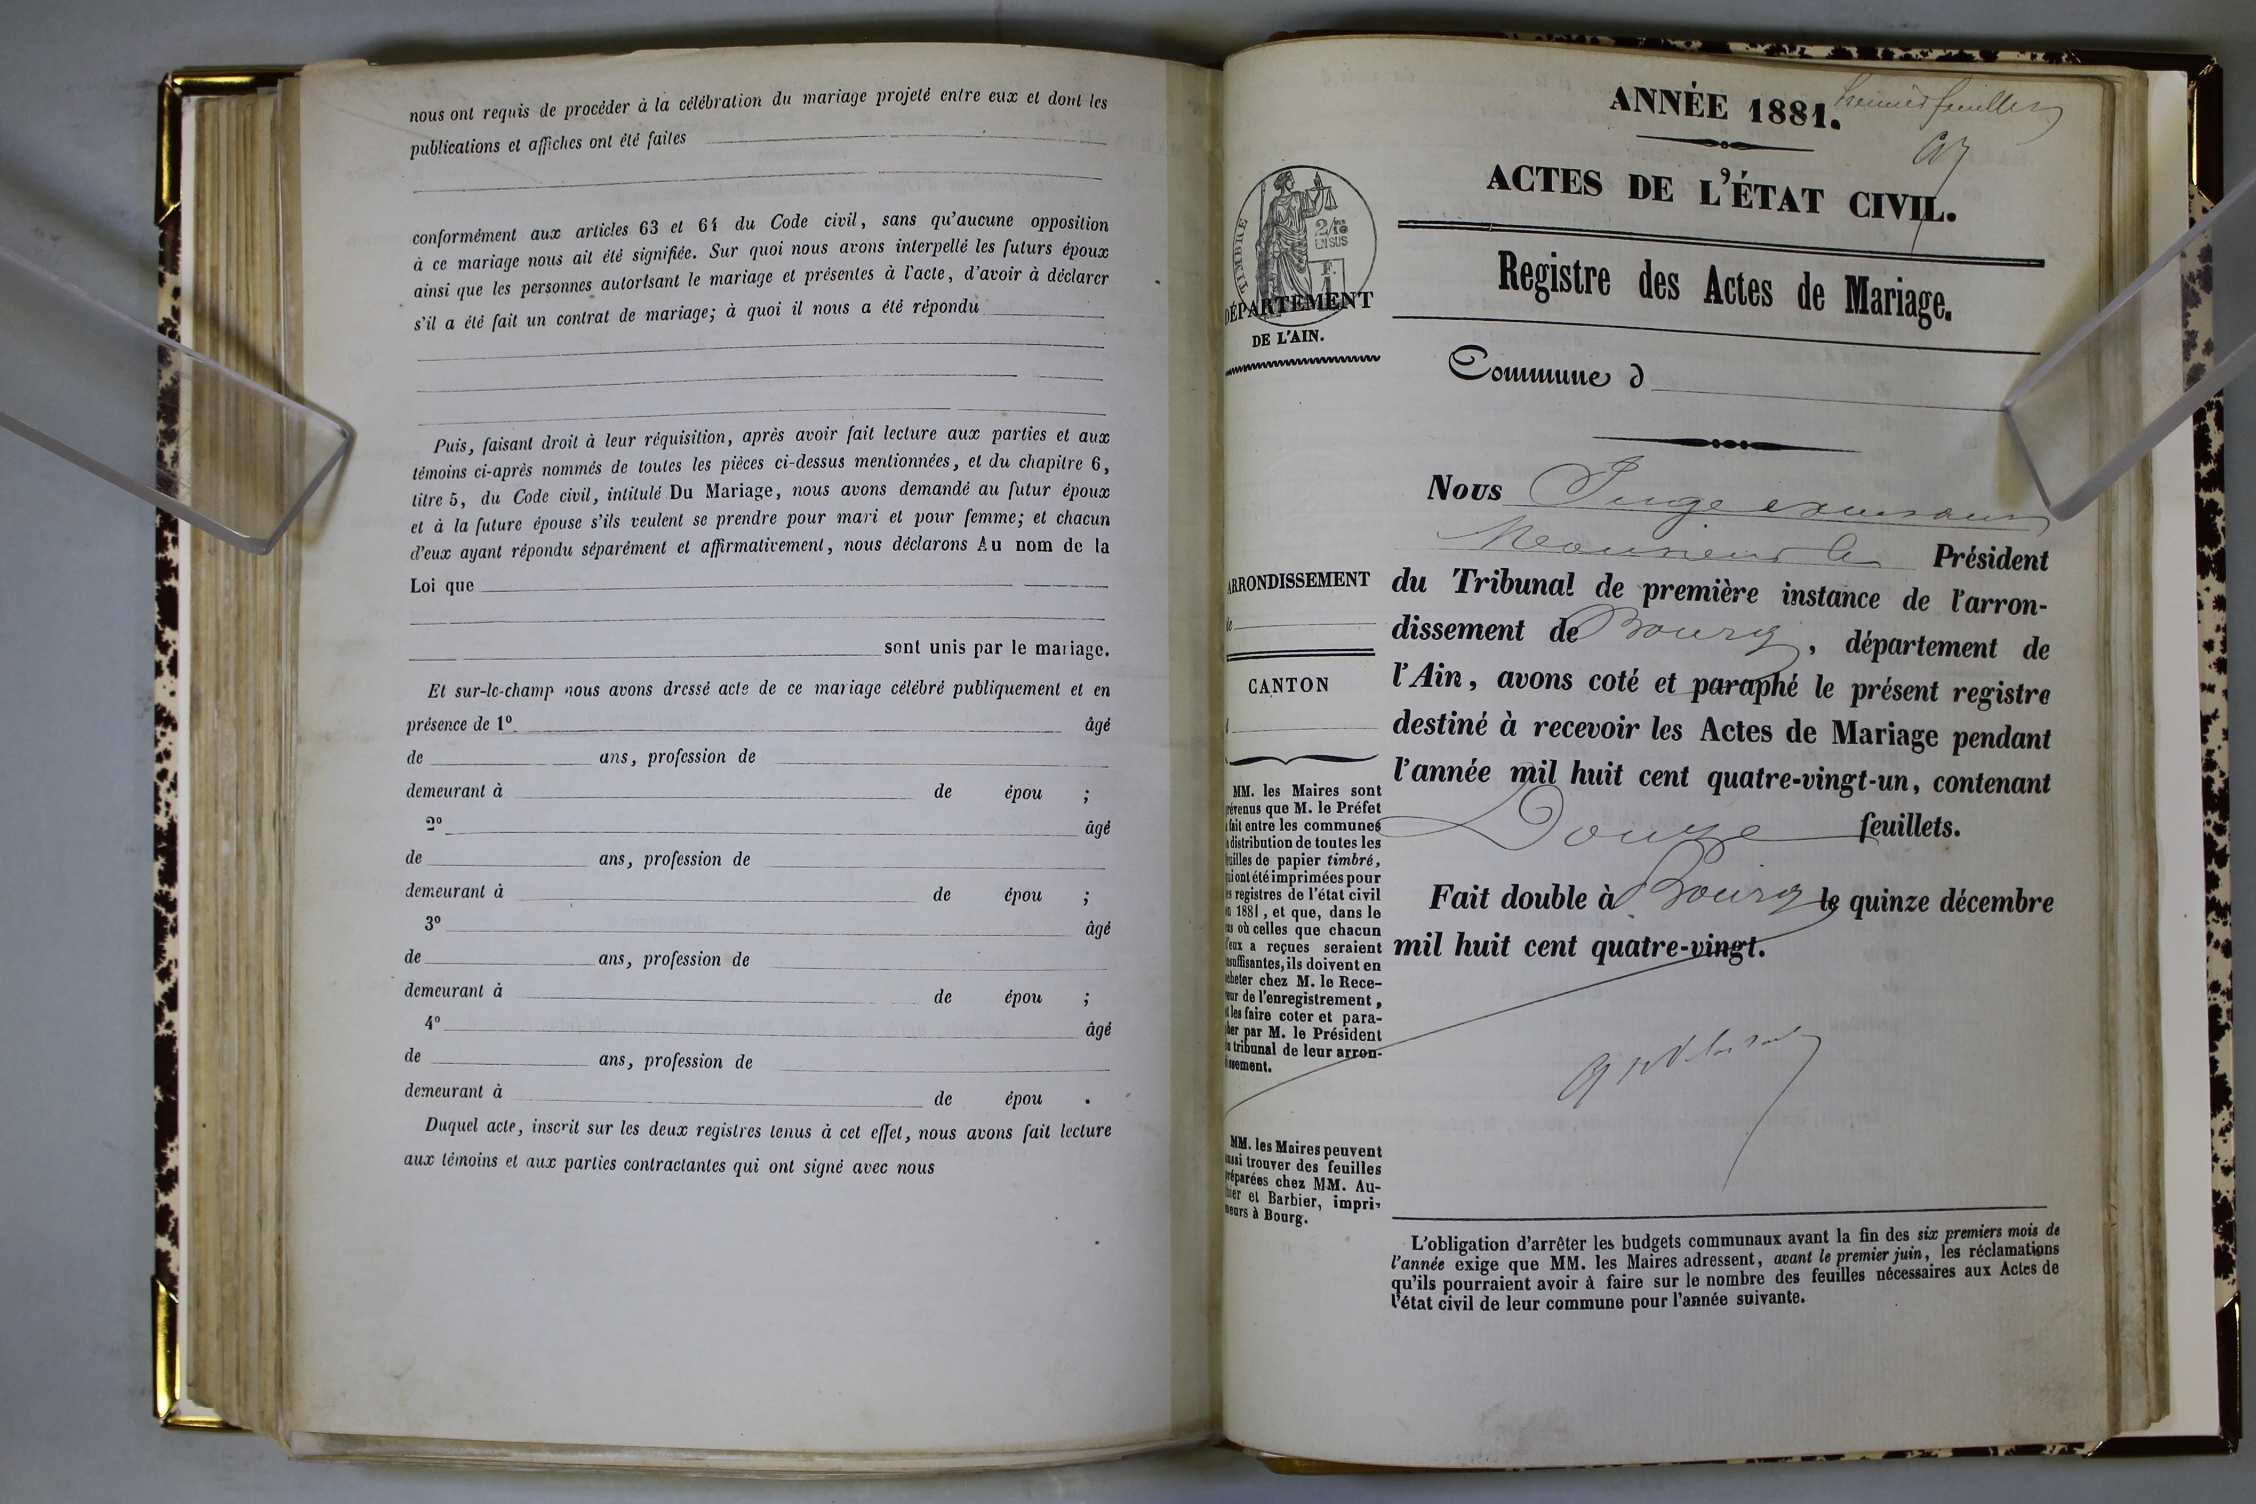 nous ont requis de procéder à la célébration du mariage projeté entre eux et dont les
publications et affiches ont été faites
conformément aux articles 63 et 64 du Code civil, sans qu'aucune opposition
à ce mariage nous ait été signifiée. Sur quoi nous avons interpellé les futurs époux
ainsi que les personnes autorisant le mariage et présentes à l'acte, d'avoir à déclarer
s'il a été fait un contrat de mariage; à quoi il nous a été répondu
Puis, faisant droit à leur réquisition, après avoir fait lecture aux parties et aux
témoins ci-après nommés de toutes les pièces ci-dessus mentionnées, et du chapitre 6,
titre 5, du Code civil, intitulé Du Mariage, nous avons demandé au futur époux
et à la future épouse s'ils veulent se prendre pour mari et pour femme; et chacun
d'eux ayant répondu séparément et affirmativement, nous déclarons Au nom de la
Loi que
sont unis par le mariage.
Et sur-le-champ nous avons dressé acte de ce mariage célébré publiquement et en
présence de 1º âgé
de ans, profession de
demeurant à de épou ;
2º âgé
de ans, profession de
demeurant à de épou ;
3º âgé
de ans, profession de
demeurant à de épou ;
4º âgé
de ans, profession de
demeurant à de épou .
Duquel acte, inscrit sur les deux registres tenus à cet effet, nous avons fait lecture
aux témoins et aux parties contractantes qui ont signé avec nous
ANNÉE 1881.
ACTES DE L'ÉTAT CIVIL.
Registre des Actes de Mariage.
TIMBRE
2/10
EN SUS
DÉPARTEMENT
DE L'AIN.
Commune d
ARRONDISSEMENT
de
CANTON
d
MM. les Maires sont
prévenus que M. le Préfet
a fait entre les communes
la distribution de toutes les
feuilles de papier timbré,
qui ont été imprimées pour
les registres de l'état civil
en 1881, et que, dans le
cas où celles que chacun
d'eux a reçues seraient
insuffisantes, ils doivent en
acheter chez M. le Rece-
veur de l'enregistrement,
et les faire coter et para-
pher par M. le Président
du tribunal de leur arron-
dissement.
MM. les Maires peuvent
aussi trouver des feuilles
préparées chez MM. Au-
thier et Barbier, impri-
meurs à Bourg.
Nous Juge
Monsieur le Président
du Tribunal de première instance de l'arron-
dissement de Bourg, département de
l'Ain, avons coté et paraphé le présent registre
destiné à recevoir les Actes de Mariage pendant
l'année mil huit cent quatre-vingt-un, contenant
Douze feuillets.
Fait double à Bourg le quinze décembre
mil huit cent quatre-vingt.
L'obligation d'arrêter les budgets communaux avant la fin des six premiers mois de
l'année exige que MM. les Maires adressent, avant le premier juin, les réclamations
qu'ils pourraient avoir à faire sur le nombre des feuilles nécessaires aux Actes de
l'état civil de leur commune pour l'année suivante.